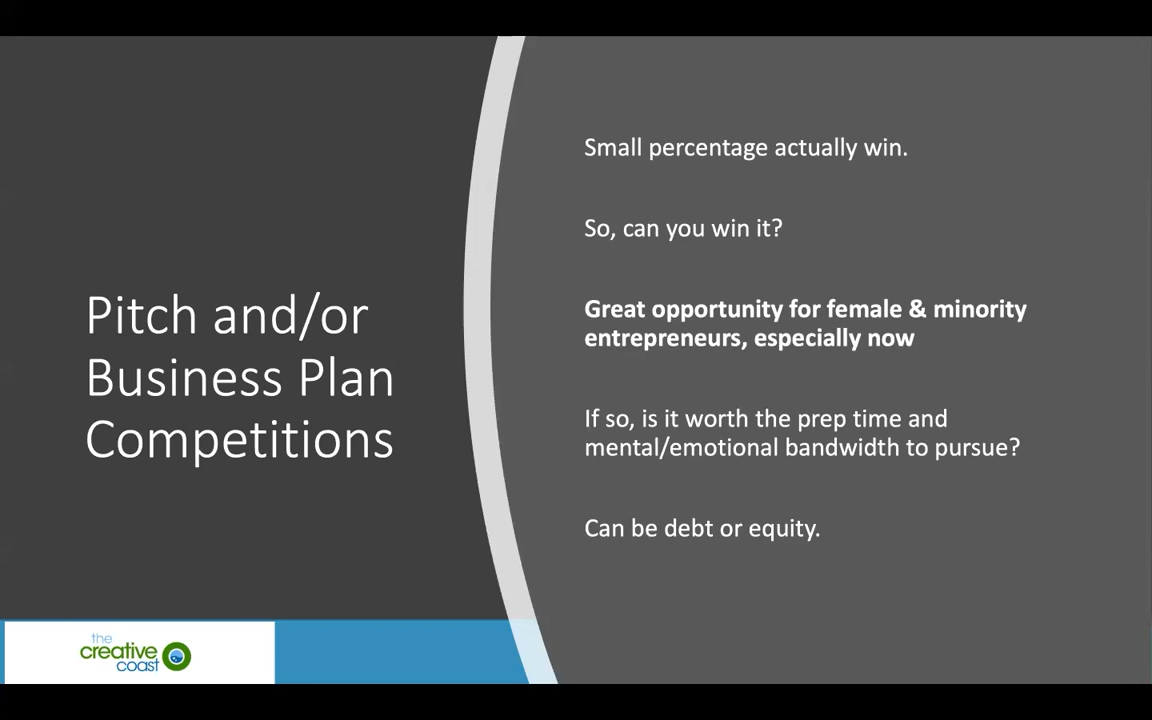 Pitch and/or
Business Plan
Competitions
Small percentage actually win.
So, can you win it?
Great opportunity for female & minority
entrepreneurs, especially now
If so, is it worth the prep time and
mental/emotional bandwidth to pursue?
Can be debt or equity.
the
creative
coast